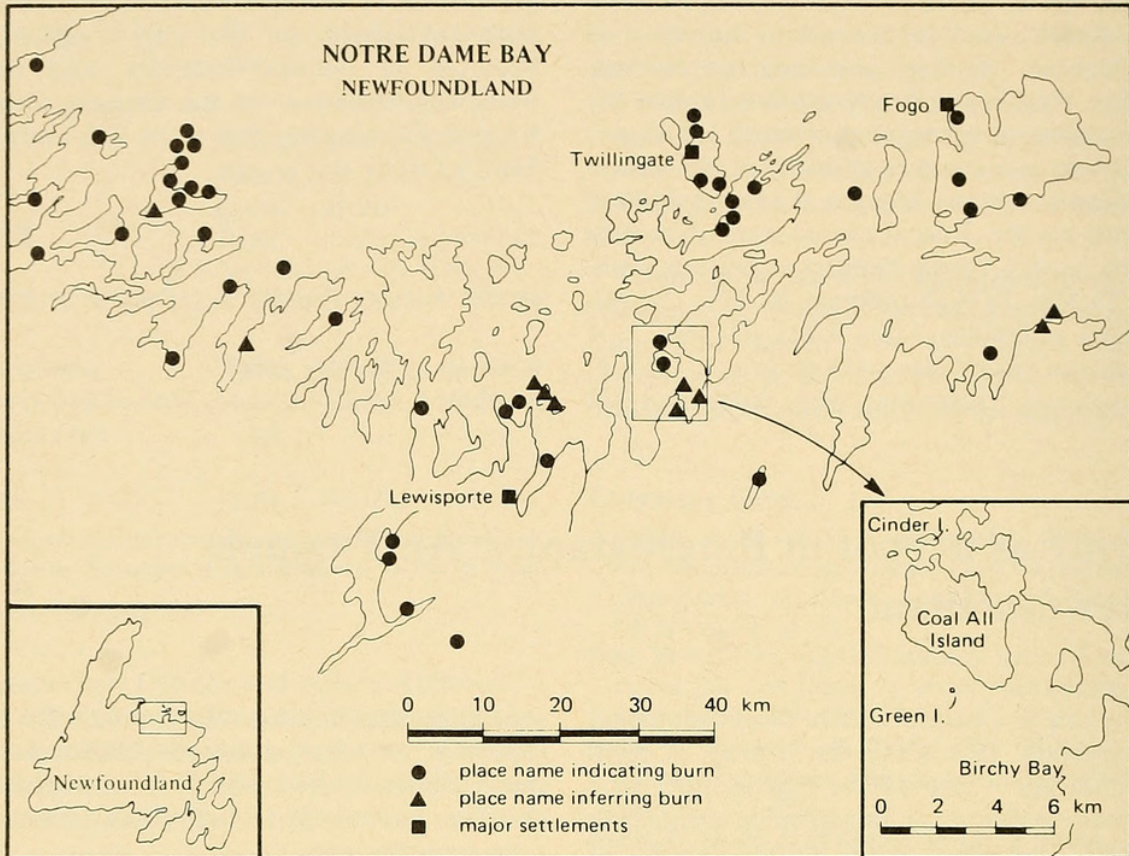 NOTRE DAME BAY
NEWFOUNDLAND
Fogo
Twillingate
Lewisporte
Cinder I.
Coal All
Island
Green I.
Birchy Bay
0 2 4 6 km
Newfoundland
0 10 20 30 40 km
place name indicating burn
place name inferring burn
major settlements